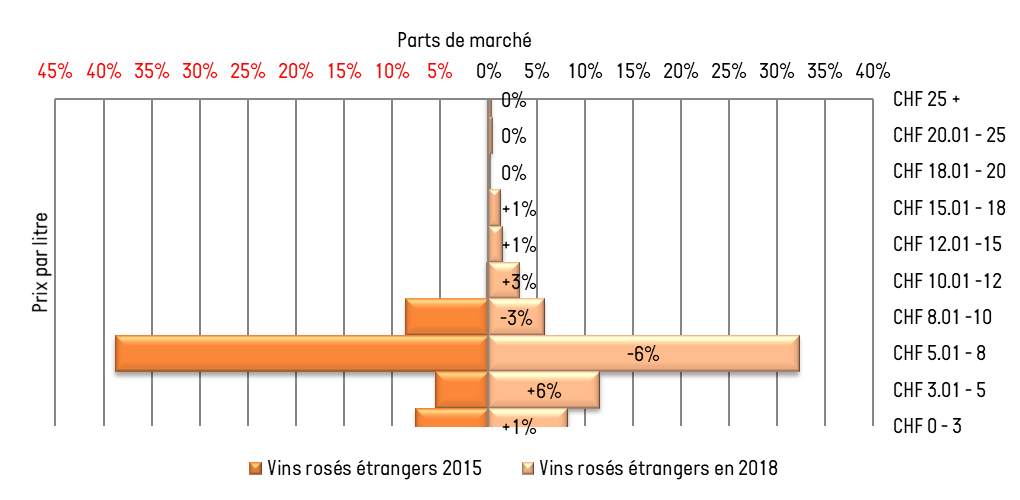 Parts de marché
45% 40% 35% 30% 25% 20% 15% 10% 5% 0% 5% 10% 15% 20% 25% 30% 35% 40%
0% CHF 25 +
0% CHF 20.01 - 25
0% CHF 18.01 - 20
+1% CHF 15.01 - 18
+1% CHF 12.01 -15
+3% CHF 10.01 -12
-3% CHF 8.01 -10
-6% CHF 5.01 - 8
+6% CHF 3.01 - 5
+1% CHF 0 - 3
Prix par litre
Vins rosés étrangers 2015 Vins rosés étrangers en 2018